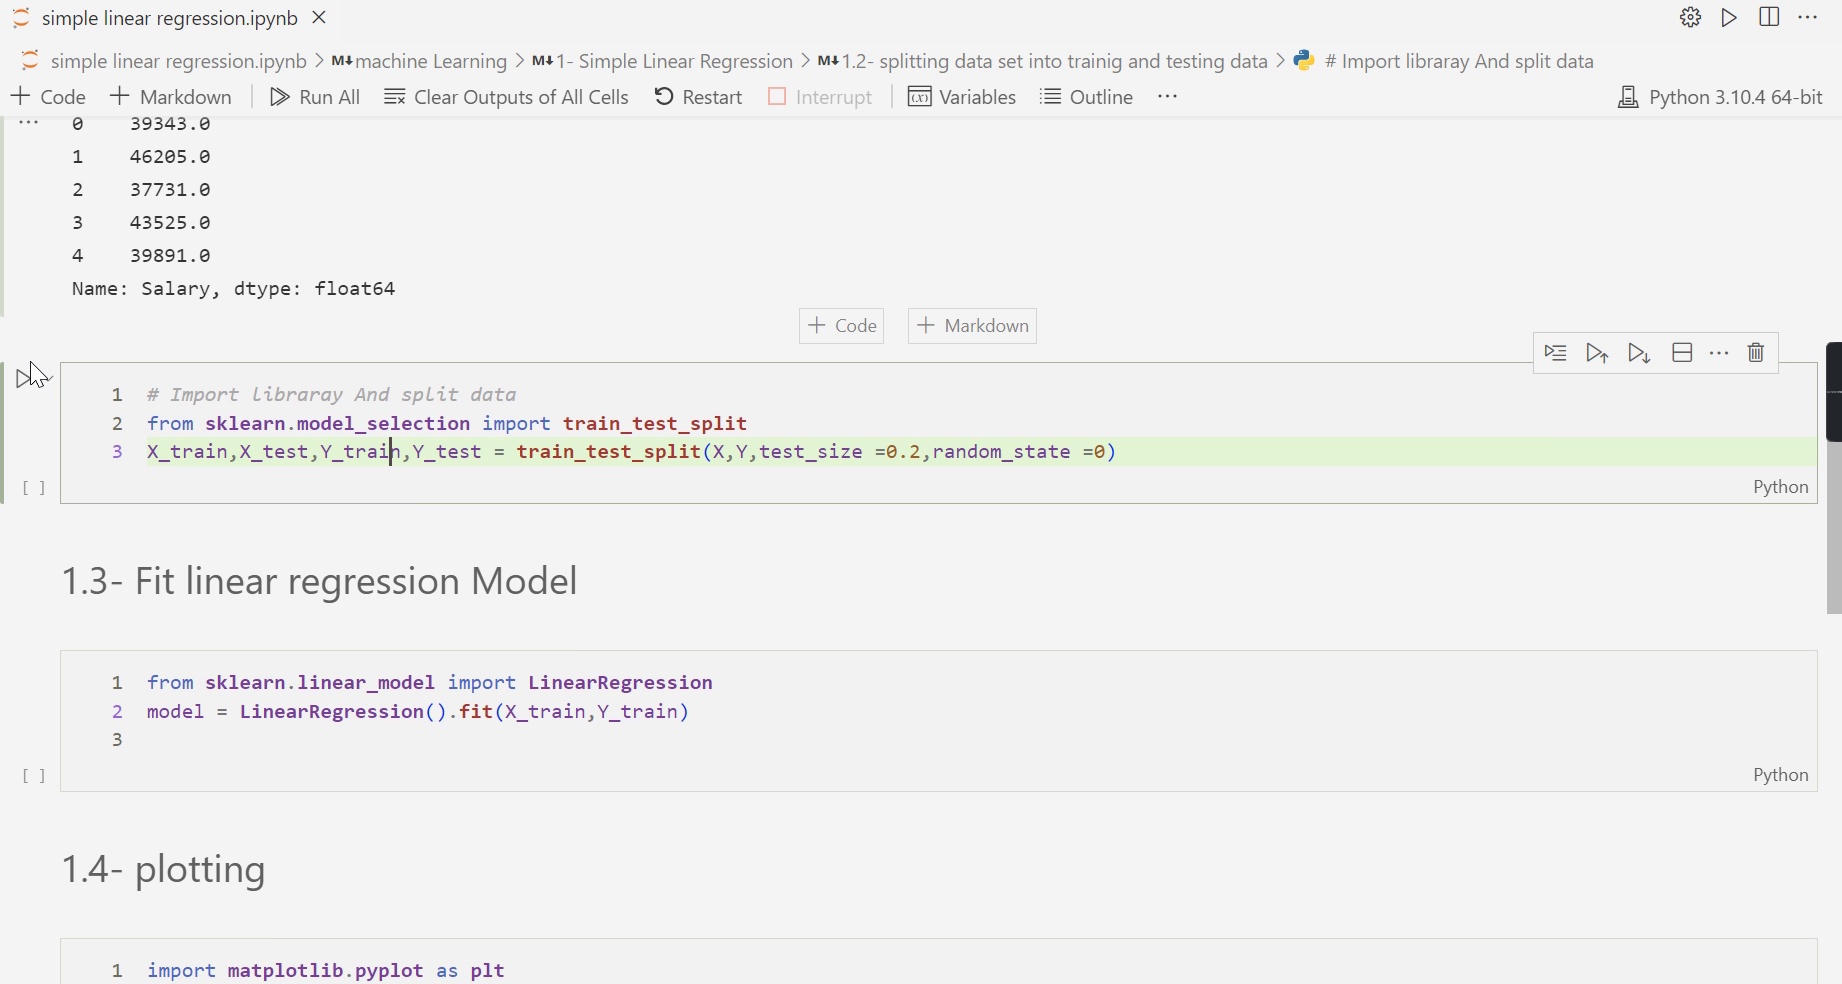 simple linear regression.ipynb
simple linear regression.ipynb > M↓machine Learning > M↓1- Simple Linear Regression > M↓1.2- splitting data set into trainig and testing data > # Import libraray And split data
+ Code + Markdown Run All Clear Outputs of All Cells Restart Interrupt (x) Variables Outline ... Python 3.10.4 64-bit
... 0 39343.0
1 46205.0
2 37731.0
3 43525.0
4 39891.0
Name: Salary, dtype: float64
+ Code + Markdown
1 # Import libraray And split data
2 from sklearn.model_selection import train_test_split
3 X_train,X_test,Y_train,Y_test = train_test_split(X,Y,test_size =0.2,random_state =0)
[ ] Python
1.3- Fit linear regression Model
1 from sklearn.linear_model import LinearRegression
2 model = LinearRegression().fit(X_train,Y_train)
3
[ ] Python
1.4- plotting
1 import matplotlib.pyplot as plt